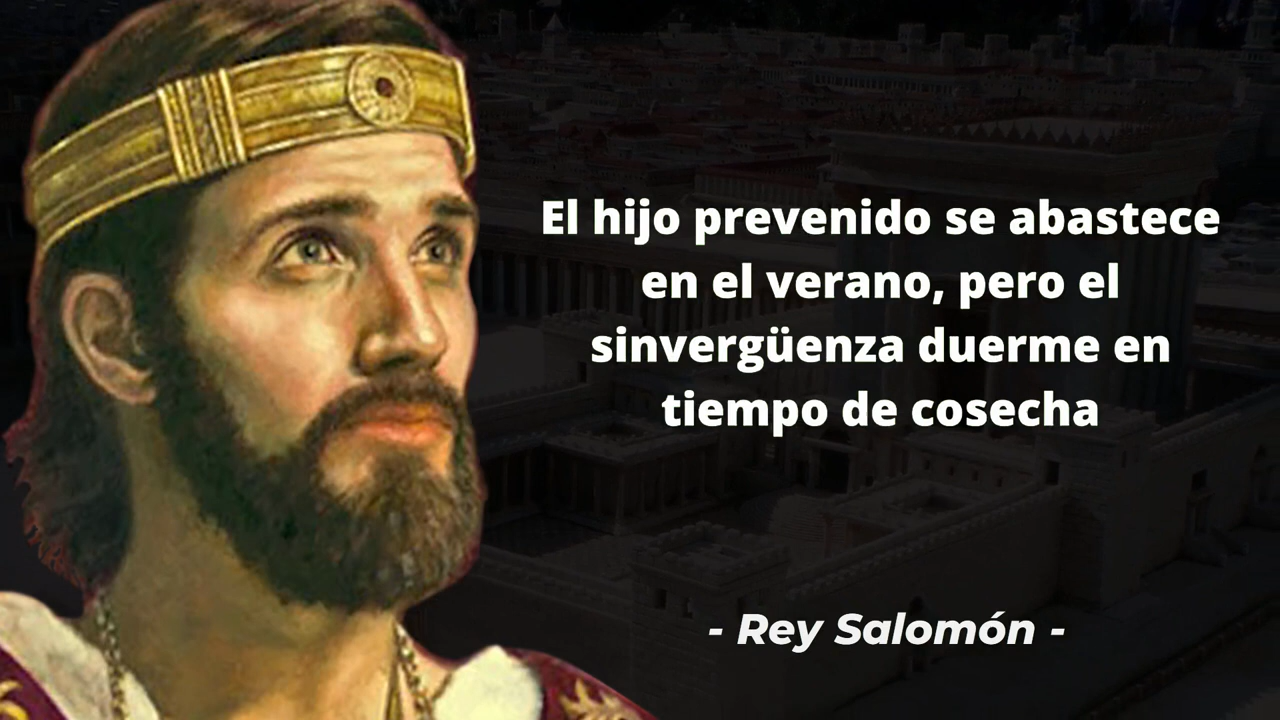 El hijo prevenido se abastece
en el verano, pero el
sinvergüenza duerme en
tiempo de cosecha
- Rey Salomón -